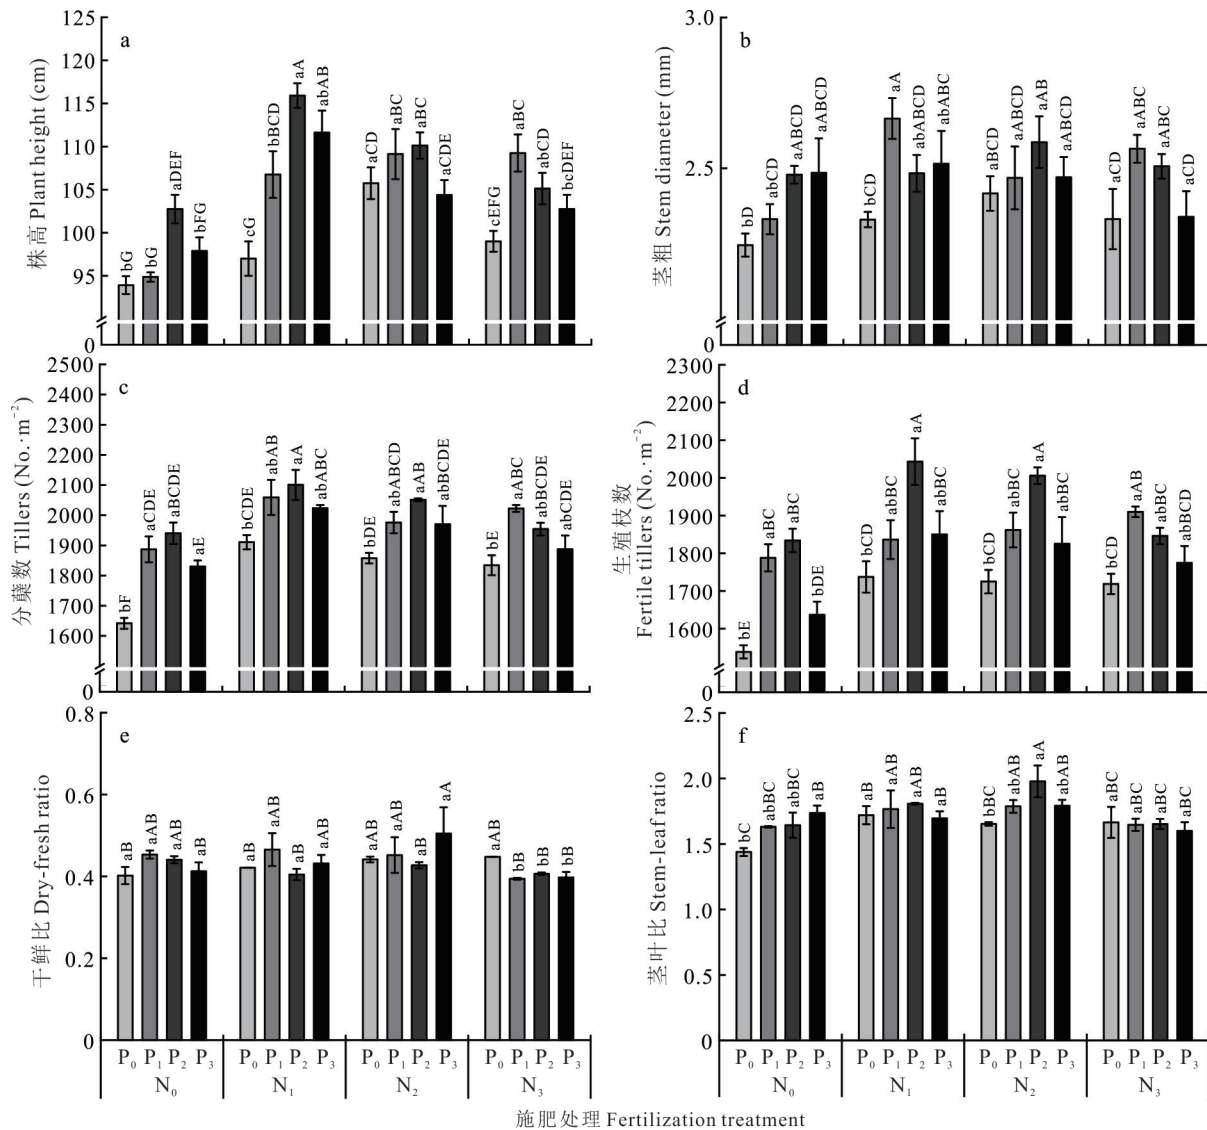 a
株高 Plant height (cm)
125
120
115
110
105
100
95
0
bG bG aDEF bFG
cG bBCD aA abAB
aCD aBC aBC aCDE
cEFG aBC abCD bcDEF
b
茎粗 Stem diameter (mm)
3.0
2.5
2.0
0
bD abCD aABCD aABCD
bCD aA abABCD abABC
aBCD aABCD aAB aABCD
aCD aABC aABC aCD
c
分蘖数 Tillers (No.·m⁻²)
2500
2400
2300
2200
2100
2000
1900
1800
1700
1600
0
bF aCDE aBCDE aE
bCDE abAB aA abABC
bDE abABCD aAB abBCDE
bE aABC abBCDE abCDE
d
生殖枝数
Fertile tillers (No.·m⁻²)
2300
2200
2100
2000
1900
1800
1700
1600
0
bE aBC aBC bDE
bCD abBC aA abBC
bCD abBC aA abBC
bCD aAB abBC abBCD
e
干鲜比 Dry-fresh ratio
0.8
0.6
0.4
0.2
0
aB aAB aAB aB
aB aAB aB aAB
aAB aAB aB aA
aAB bB bB bB
P₀ P₁ P₂ P₃ P₀ P₁ P₂ P₃ P₀ P₁ P₂ P₃ P₀ P₁ P₂ P₃
N₀ N₁ N₂ N₃
f
茎叶比 Stem-leaf ratio
2.5
2.0
1.5
1.0
0.5
0
bC abBC abBC aB
aB aAB aAB aB
bBC abAB aA abAB
aBC aBC aBC aBC
P₀ P₁ P₂ P₃ P₀ P₁ P₂ P₃ P₀ P₁ P₂ P₃ P₀ P₁ P₂ P₃
N₀ N₁ N₂ N₃
施肥处理 Fertilization treatment